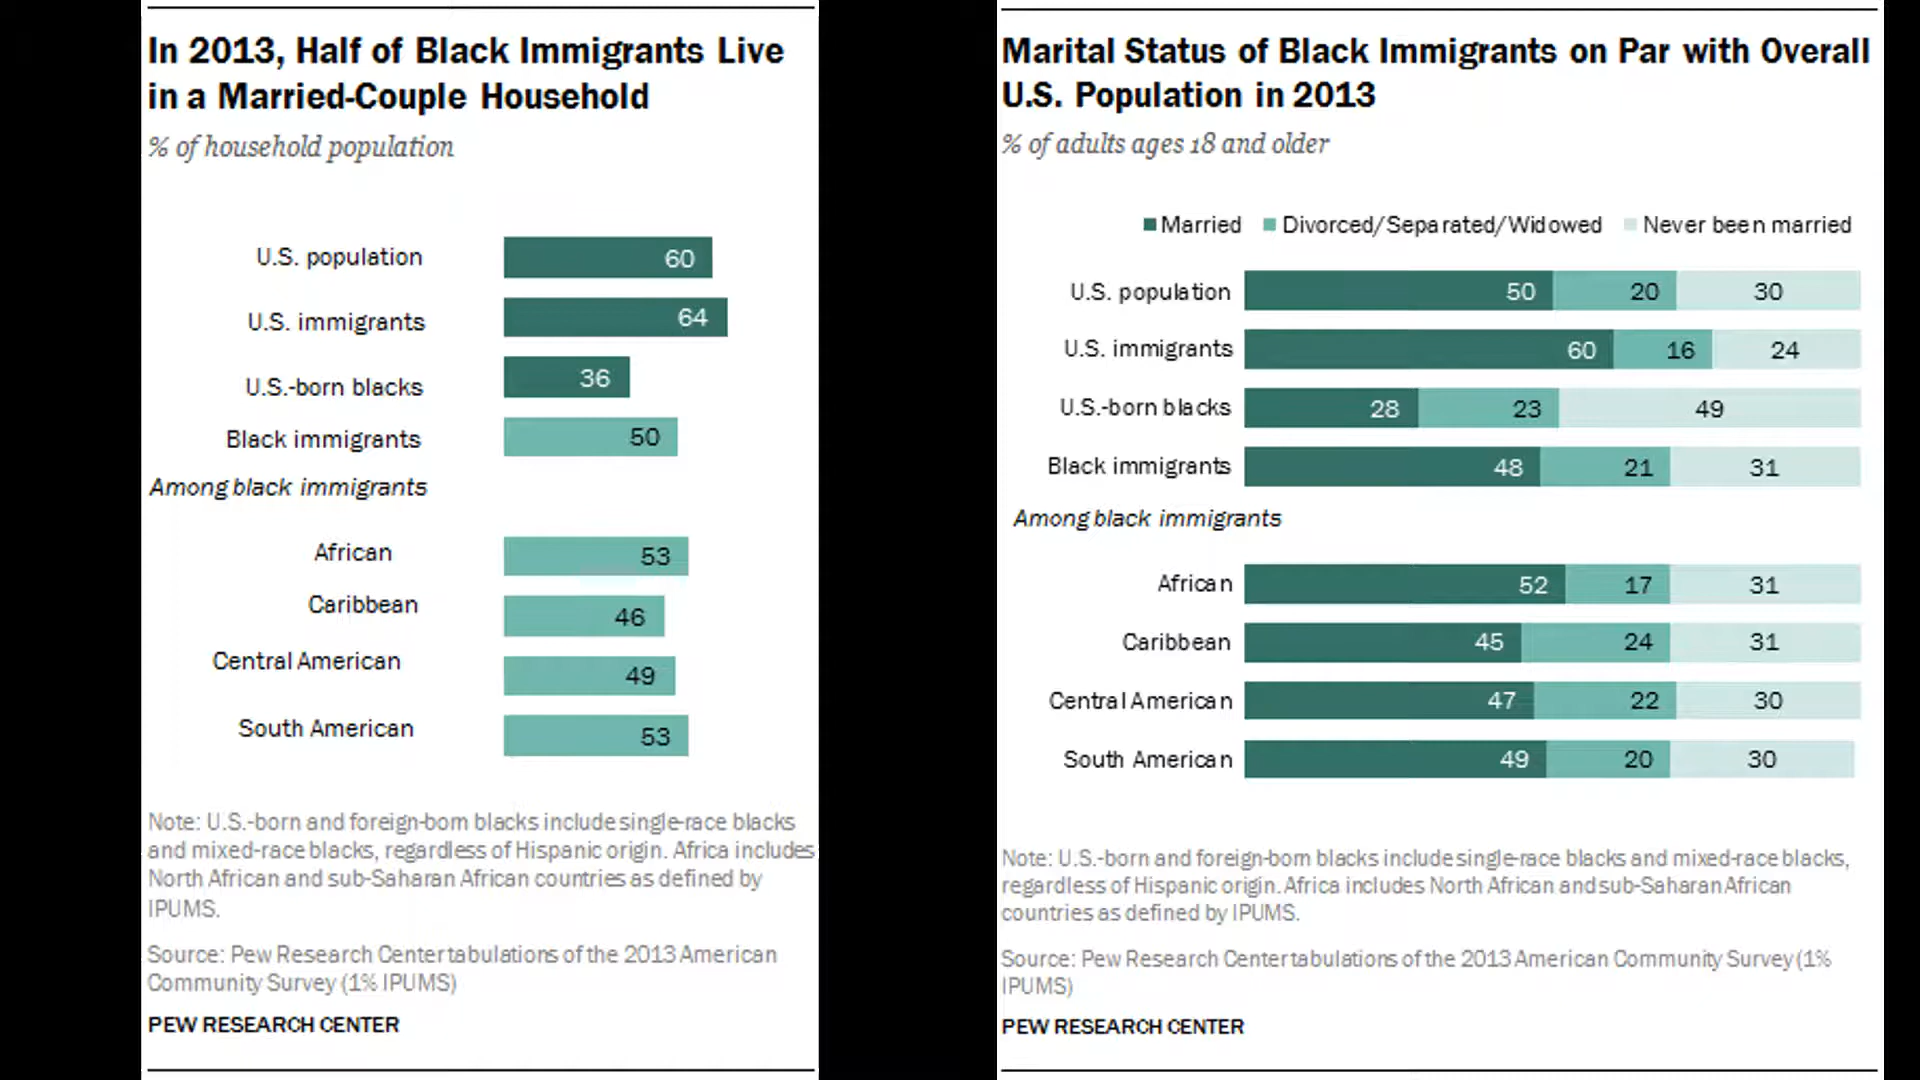 In 2013, Half of Black Immigrants Live
in a Married-Couple Household
% of household population
U.S. population 60
U.S. immigrants 64
U.S.-born blacks 36
Black immigrants 50
Among black immigrants
African 53
Caribbean 46
Central American 49
South American 53
Note: U.S.-born and foreign-born blacks include single-race blacks
and mixed-race blacks, regardless of Hispanic origin. Africa includes
North African and sub-Saharan African countries as defined by
IPUMS.
Source: Pew Research Center tabulations of the 2013 American
Community Survey (1% IPUMS)
PEW RESEARCH CENTER
Marital Status of Black Immigrants on Par with Overall
U.S. Population in 2013
% of adults ages 18 and older
Married Divorced/Separated/Widowed Never been married
U.S. population 50 20 30
U.S. immigrants 60 16 24
U.S.-born blacks 28 23 49
Black immigrants 48 21 31
Among black immigrants
African 52 17 31
Caribbean 45 24 31
Central American 47 22 30
South American 49 20 30
Note: U.S.-born and foreign-born blacks include single-race blacks and mixed-race blacks,
regardless of Hispanic origin. Africa includes North African and sub-Saharan African
countries as defined by IPUMS.
Source: Pew Research Center tabulations of the 2013 American Community Survey (1%
IPUMS)
PEW RESEARCH CENTER